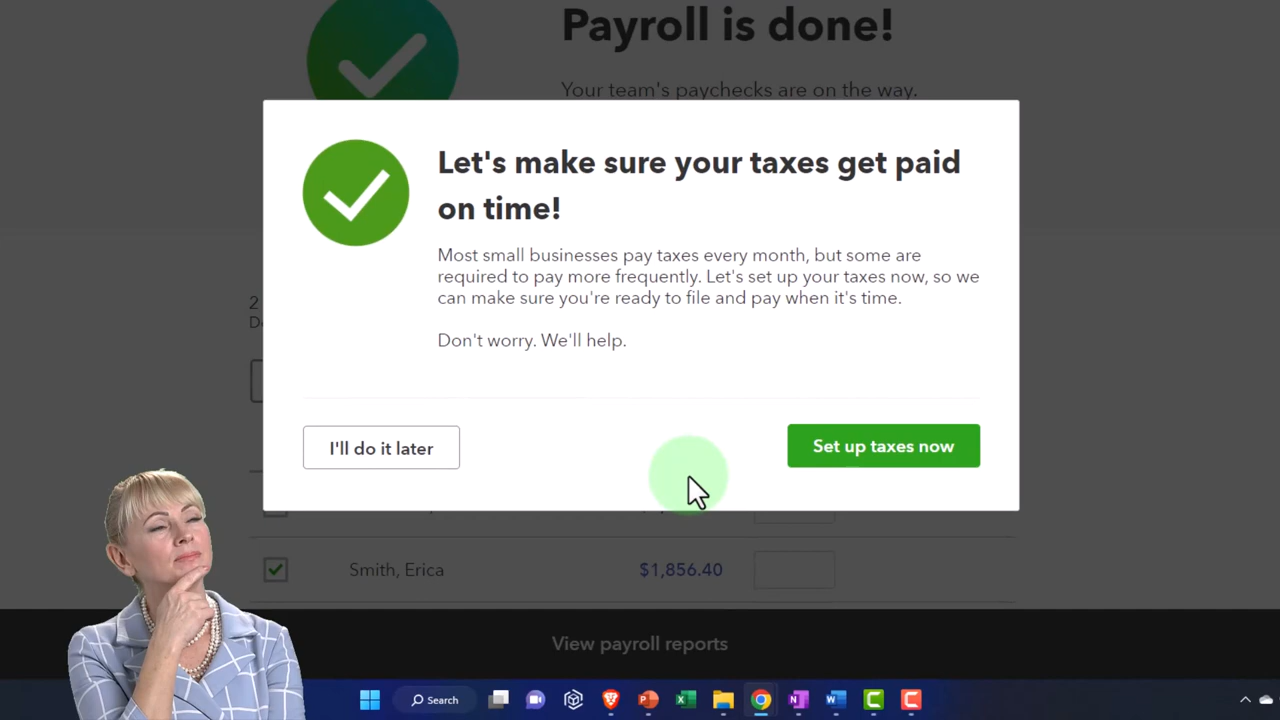 Payroll is done!
Your team's paychecks are on the way.
Let's make sure your taxes get paid
on time!
Most small businesses pay taxes every month, but some are
required to pay more frequently. Let's set up your taxes now, so we
can make sure you're ready to file and pay when it's time.
Don't worry. We'll help.
2
I'll do it later
Set up taxes now
Smith, Erica
$1,856.40
View payroll reports
Search